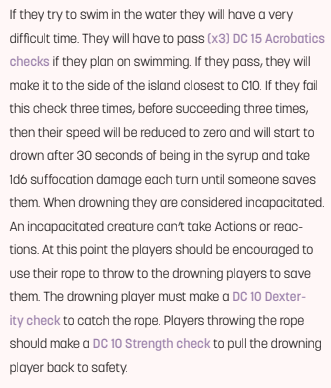 If they try to swim in the water they will have a very
difficult time. They will have to pass (x3) DC 15 Acrobatics
checks if they plan on swimming. If they pass, they will
make it to the side of the island closest to C10. If they fail
this check three times, before succeeding three times,
then their speed will be reduced to zero and will start to
drown after 30 seconds of being in the syrup and take
1d6 suffocation damage each turn until someone saves
them. When drowning they are considered incapacitated.
An incapacitated creature can't take Actions or reac-
tions. At this point the players should be encouraged to
use their rope to throw to the drowning players to save
them. The drowning player must make a DC 10 Dexter-
ity check to catch the rope. Players throwing the rope
should make a DC 10 Strength check to pull the drowning
player back to safety.